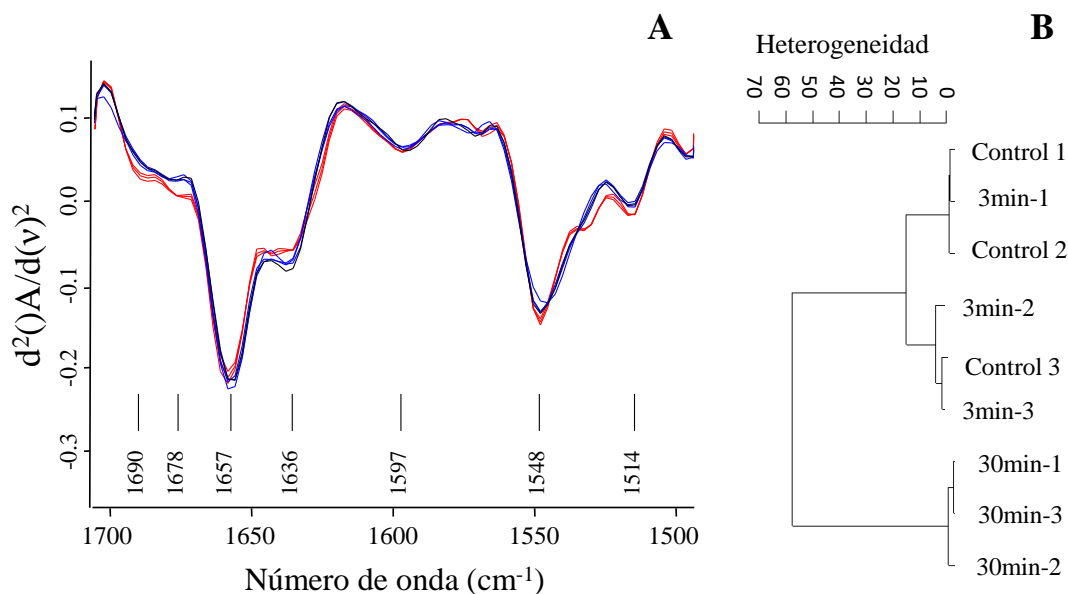 A
d²()A/d(ν)²
0.1
0.0
-0.1
-0.2
-0.3
1690
1678
1657
1636
1597
1548
1514
1700
1650
1600
1550
1500
Número de onda (cm⁻¹)
B
Heterogeneidad
70
60
50
40
30
20
10
0
Control 1
3min-1
Control 2
3min-2
Control 3
3min-3
30min-1
30min-3
30min-2